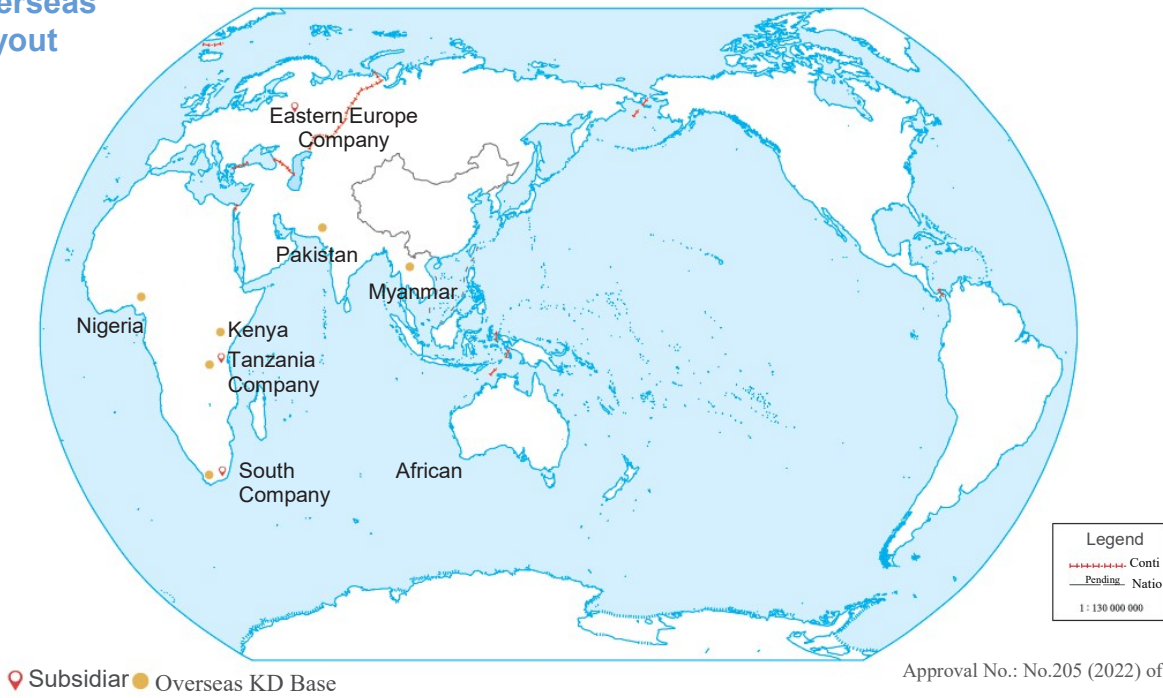 erseas
yout
Eastern Europe
Company
Pakistan
Myanmar
Nigeria
Kenya
Tanzania
Company
South African
Company
Legend
Conti
Pending Natio
1 : 130 000 000
Subsidiar Overseas KD Base
Approval No.: No.205 (2022) of